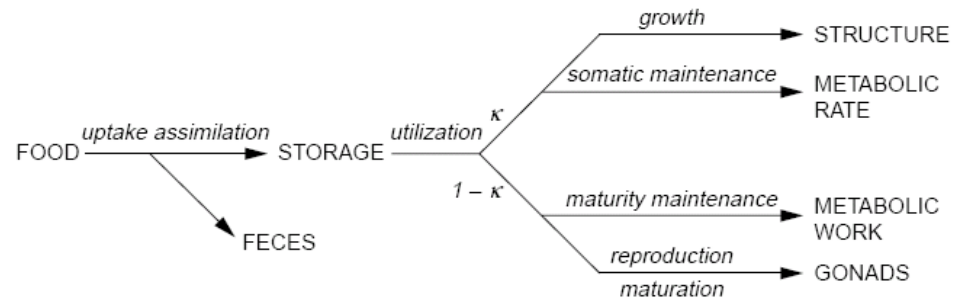 growth
STRUCTURE
somatic maintenance
METABOLIC
RATE
κ
uptake assimilation
utilization
FOOD
STORAGE
1 – κ
FECES
maturity maintenance
METABOLIC
WORK
reproduction
GONADS
maturation